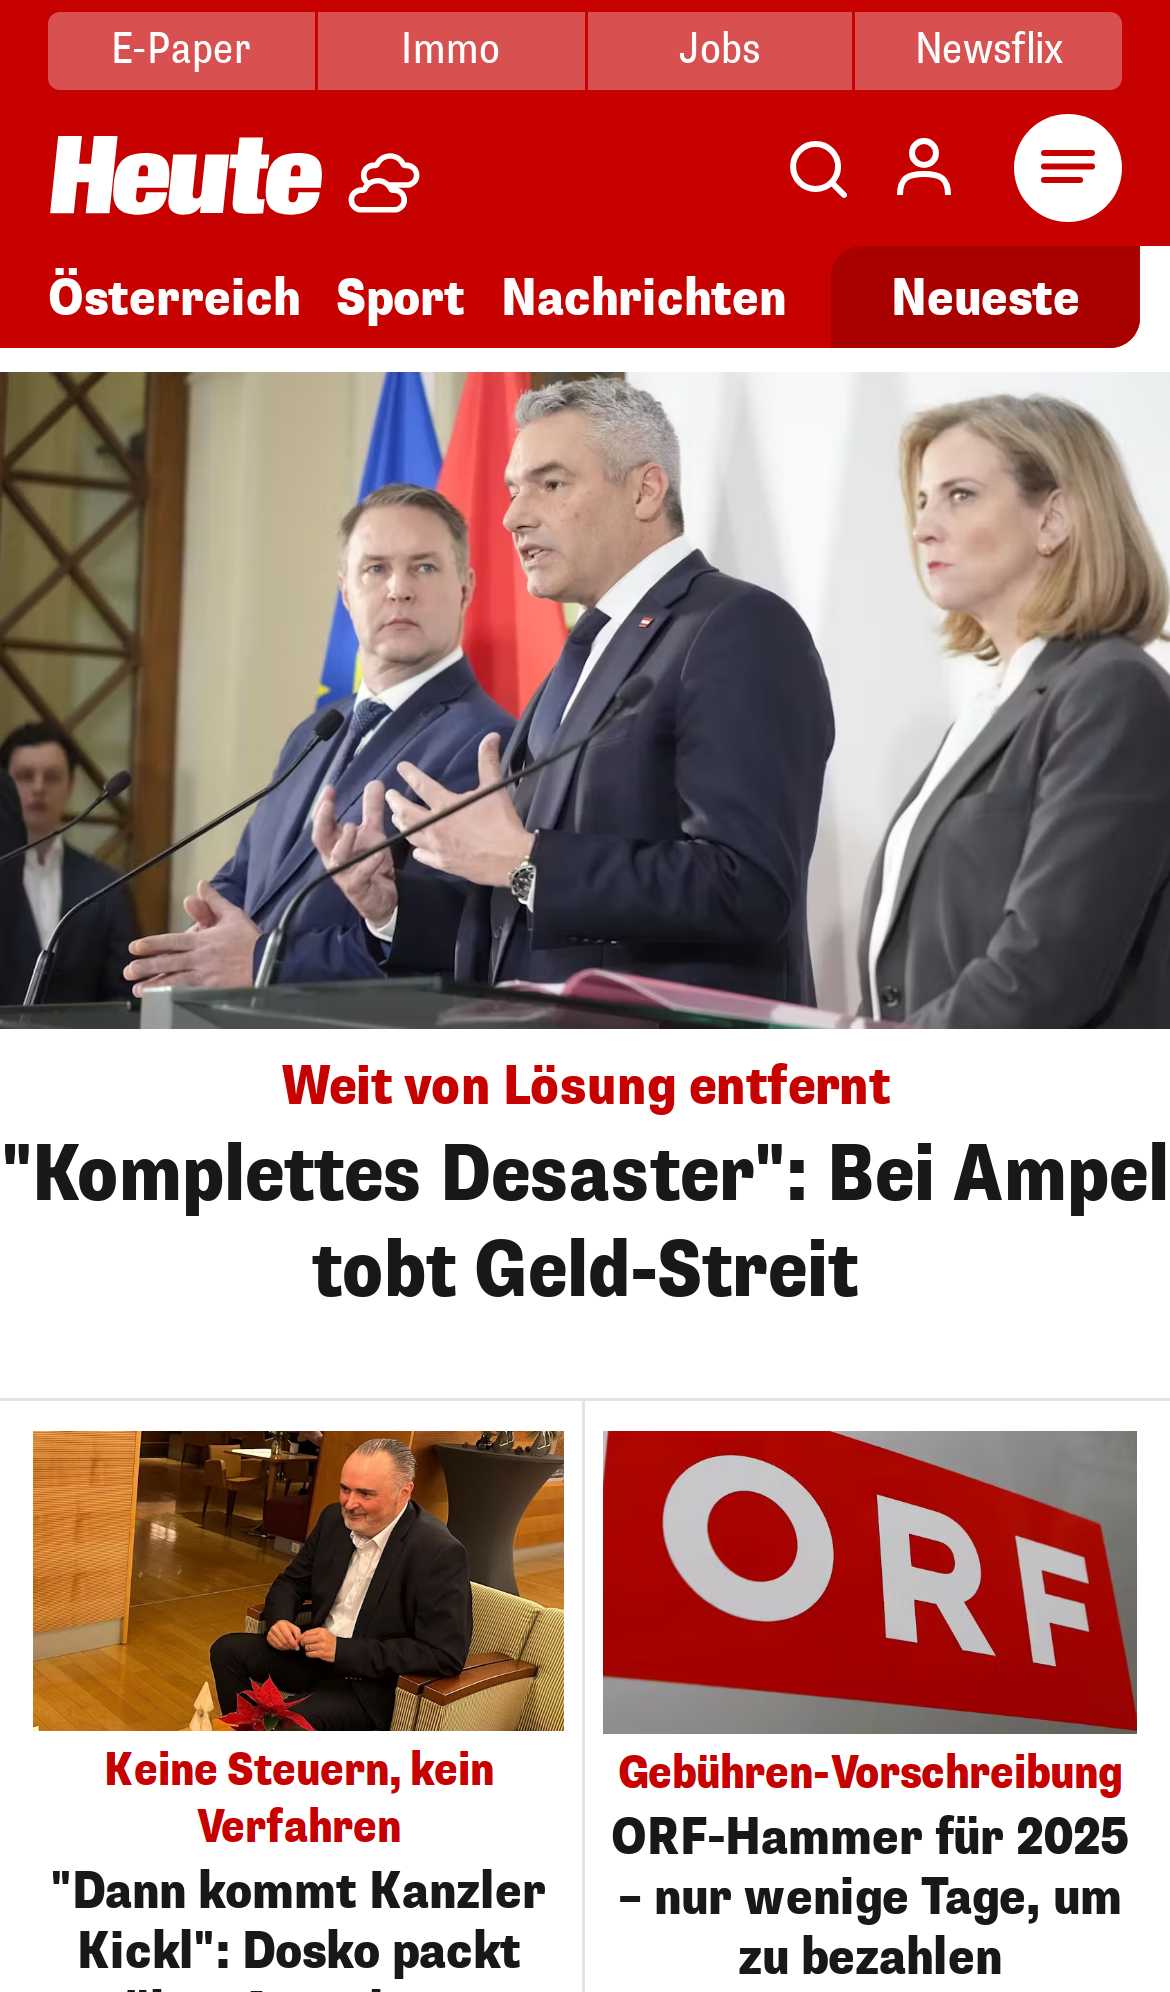 E-Paper
Immo
Jobs
Newsflix
Heute
Österreich
Sport
Nachrichten
Neueste
Weit von Lösung entfernt
"Komplettes Desaster": Bei Ampel
tobt Geld-Streit
Keine Steuern, kein
Verfahren
"Dann kommt Kanzler
Kickl": Dosko packt
ORF
Gebühren-Vorschreibung
ORF-Hammer für 2025
– nur wenige Tage, um
zu bezahlen